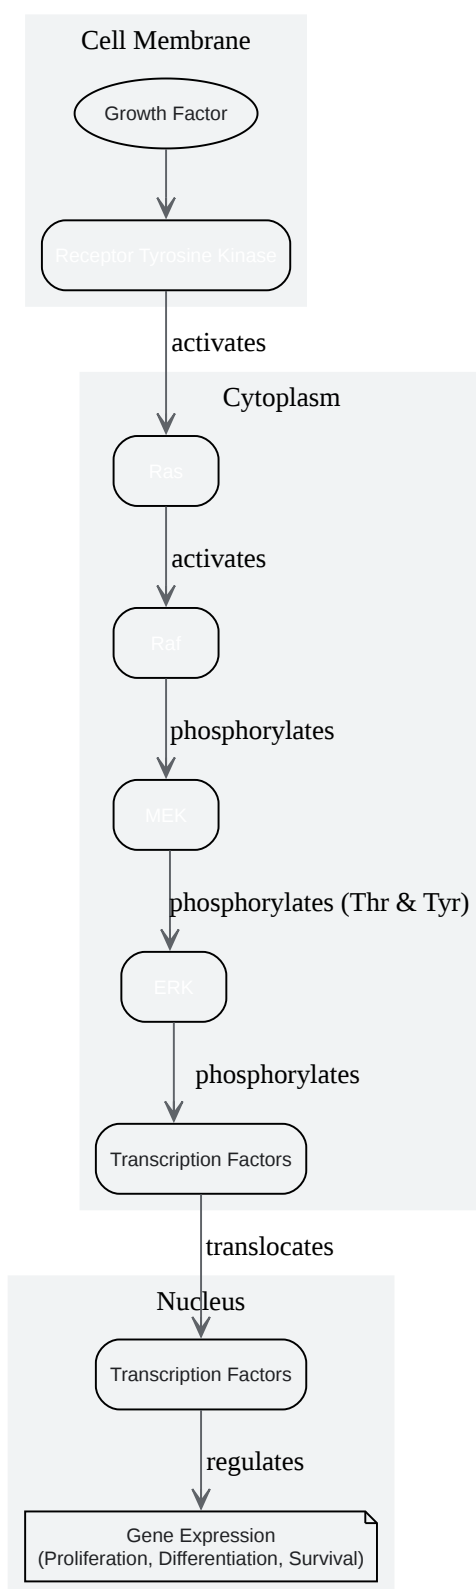 Cell Membrane
Growth Factor
Receptor Tyrosine Kinase
activates
Cytoplasm
Ras
activates
Raf
phosphorylates
MEK
phosphorylates (Thr & Tyr)
ERK
phosphorylates
Transcription Factors
translocates
Nucleus
Transcription Factors
regulates
Gene Expression
(Proliferation, Differentiation, Survival)